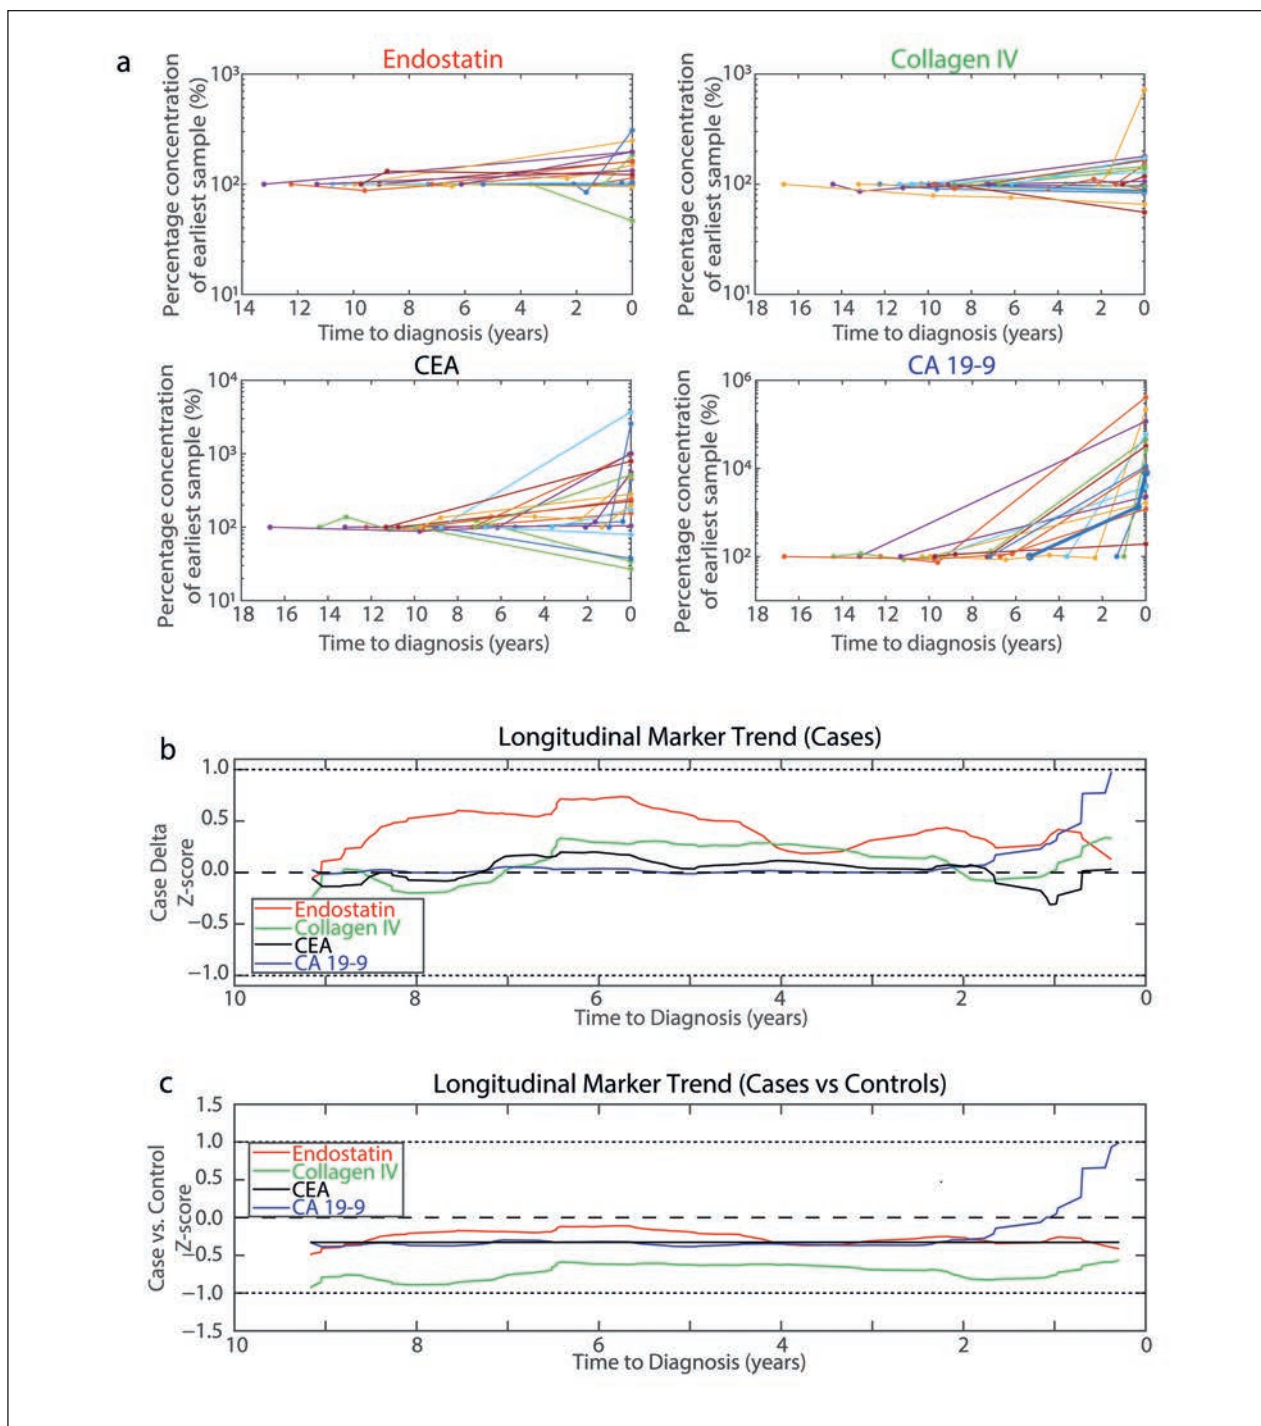 a
Endostatin
Percentage concentration
of earliest sample (%)
10³
10²
10¹
14 12 10 8 6 4 2 0
Time to diagnosis (years)
Collagen IV
Percentage concentration
of earliest sample (%)
10³
10²
10¹
18 16 14 12 10 8 6 4 2 0
Time to diagnosis (years)
CEA
Percentage concentration
of earliest sample (%)
10⁴
10³
10²
10¹
18 16 14 12 10 8 6 4 2 0
Time to diagnosis (years)
CA 19-9
Percentage concentration
of earliest sample (%)
10⁶
10⁴
10²
18 16 14 12 10 8 6 4 2 0
Time to diagnosis (years)
b
Longitudinal Marker Trend (Cases)
Case Delta
Z-score
1.0
0.5
0.0
−0.5
−1.0
Endostatin
Collagen IV
CEA
CA 19-9
10 8 6 4 2 0
Time to Diagnosis (years)
c
Longitudinal Marker Trend (Cases vs Controls)
Case vs. Control
Z-score
1.5
1.0
0.5
0.0
−0.5
−1.0
−1.5
Endostatin
Collagen IV
CEA
CA 19-9
10 8 6 4 2 0
Time to Diagnosis (years)